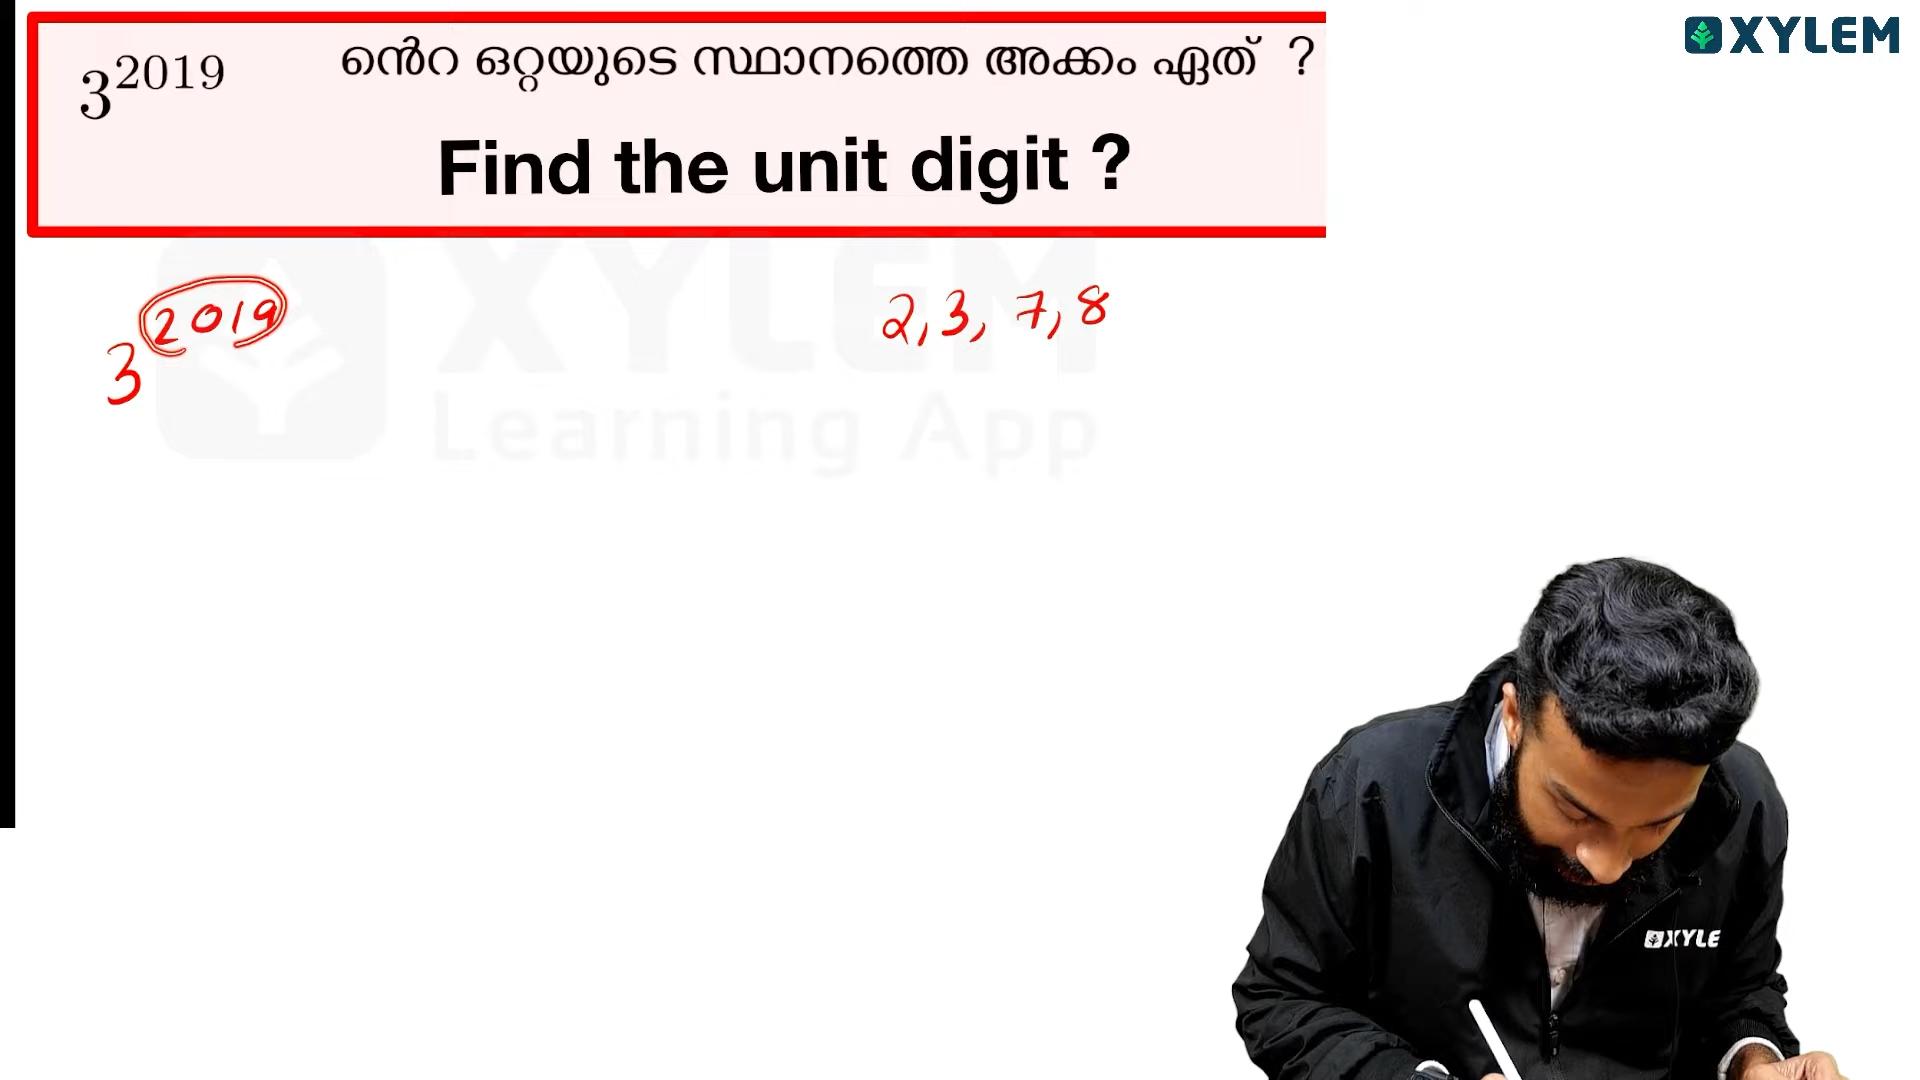 XYLEM
3^2019 ൻെറ ഒറ്റയുടെ സ്ഥാനത്തെ അക്കം ഏത് ?
Find the unit digit ?
3^2019
2, 3, 7, 8
XYLEM
Learning App
XYLE